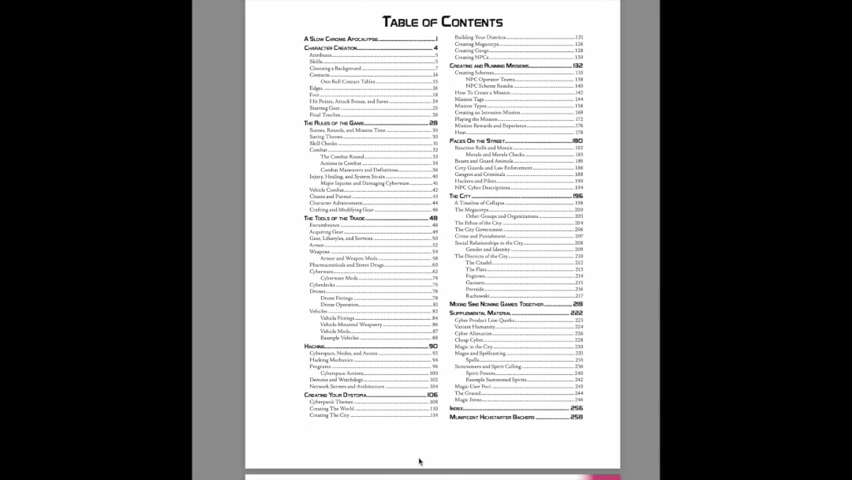 TABLE OF CONTENTS
A SLOW CHROME APOCALYPSE 1
CHARACTER CREATION 4
Attributes 5
Skills 5
Choosing a Background 7
Contacts 14
One-Roll Contact Tables 15
Edges 16
Foci 18
Hit Points, Attack Bonus, and Saves 24
Starting Gear 25
Final Touches 26
THE RULES OF THE GAME 28
Scenes, Rounds, and Mission Time 30
Saving Throws 30
Skill Checks 31
Combat 32
The Combat Round 33
Actions in Combat 34
Combat Maneuvers and Definitions 36
Injury, Healing, and System Strain 40
Major Injuries and Damaging Cyberware 41
Vehicle Combat 42
Chases and Pursuit 43
Character Advancement 44
Crafting and Modifying Gear 46
THE TOOLS OF THE TRADE 48
Encumbrance 48
Acquiring Gear 49
Gear, Lifestyles, and Services 50
Armor 52
Weapons 54
Armor and Weapon Mods 58
Pharmaceuticals and Street Drugs 60
Cyberware 62
Cyberware Mods 74
Cyberdecks 75
Drones 76
Drone Fittings 78
Drone Operation 81
Vehicles 82
Vehicle Fittings 84
Vehicle-Mounted Weaponry 86
Vehicle Mods 87
Example Vehicles 88
HACKING 90
Cyberspace, Nodes, and Access 92
Hacking Mechanics 94
Programs 96
Cyberspace Actions 100
Demons and Watchdogs 102
Network Servers and Architecture 104
CREATING YOUR DYSTOPIA 106
Cyberpunk Themes 108
Creating The World 110
Creating The City 114
Building Your Districts 121
Creating Megacorps 126
Creating Gangs 128
Creating NPCs 130
CREATING AND RUNNING MISSIONS 132
Creating Schemes 133
NPC Operator Teams 138
NPC Scheme Results 140
How To Create a Mission 142
Mission Tags 144
Mission Types 158
Creating an Intrusion Mission 169
Playing the Mission 172
Mission Rewards and Experience 176
Heat 178
FACES ON THE STREET 180
Reaction Rolls and Morale 182
Morale and Morale Checks 183
Beasts and Guard Animals 185
Corp Guards and Law Enforcement 186
Gangers and Criminals 188
Hackers and Pilots 190
NPC Cyber Descriptions 194
THE CITY 196
A Timeline of Collapse 198
The Megacorps 200
Other Groups and Organizations 203
The Ethos of the City 204
The City Government 206
Crime and Punishment 207
Social Relationships in the City 208
Gender and Identity 209
The Districts of the City 210
The Citadel 212
The Flats 213
214
215
Portside 216
217
MIXING SINE NOMINE GAMES TOGETHER 218
SUPPLEMENTAL MATERIAL 222
Cyber Product Line Quirks 223
Variant Humanity 224
Cyber Alienation 226
Cheap Cyber 228
Magic in the City 230
Mages and Spellcasting 231
Spells 233
Summoners and Spirit Calling 236
Spirit Powers 240
Example Summoned Spirits 242
Magic-User Foci 243
The Graced 244
Magic Items 246
INDEX 256
MUNIFICENT KICKSTARTER BACKERS 258